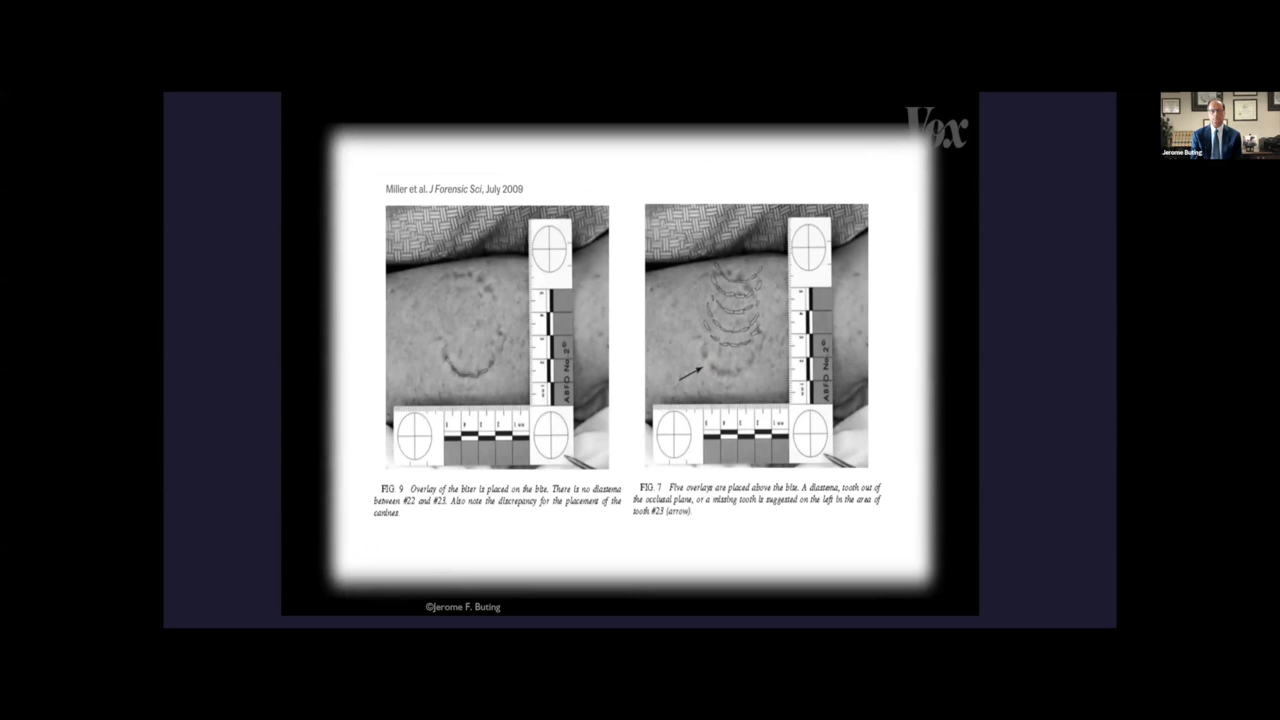 Vox
Jerome Buting
Miller et al. J Forensic Sci, July 2009
ABFO No 2
ABFO No 2
FIG. 9 Overlay of the biter is placed on the bite. There is no diastema
between #22 and #23. Also note the discrepancy for the placement of the
canines.
FIG. 7 Five overlays are placed above the bite. A diastema, tooth out of
the occlusal plane, or a missing tooth is suggested on the left in the area of
tooth #23 (arrow).
©Jerome F. Buting